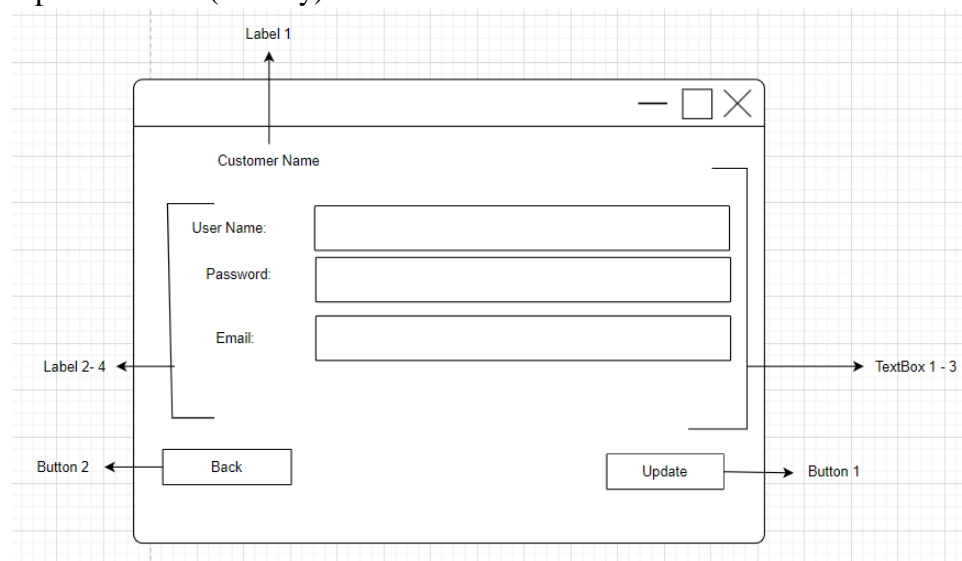 Label 1
Customer Name
User Name:
Password:
Email:
Label 2- 4
TextBox 1 - 3
Button 2
Back
Update
Button 1